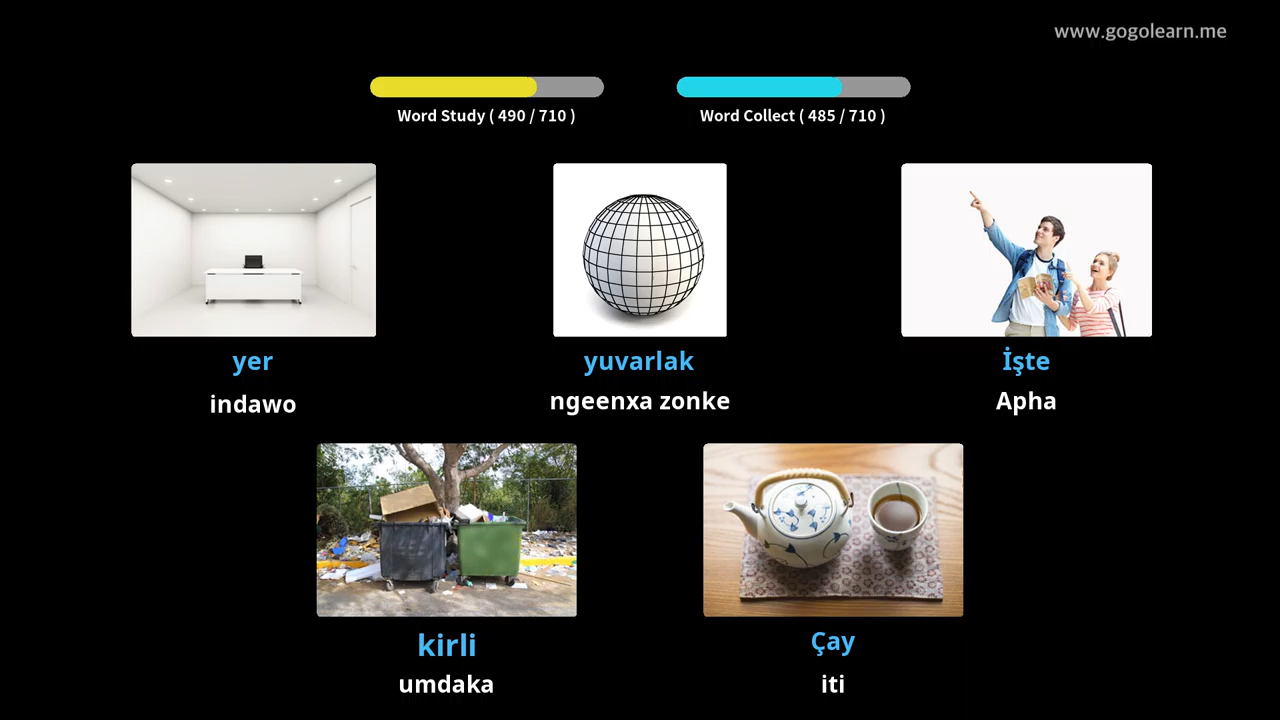 www.gogolearn.me
Word Study ( 490 / 710 )
Word Collect ( 485 / 710 )
yer
indawo
yuvarlak
ngeenxa zonke
İşte
Apha
kirli
umdaka
Çay
iti